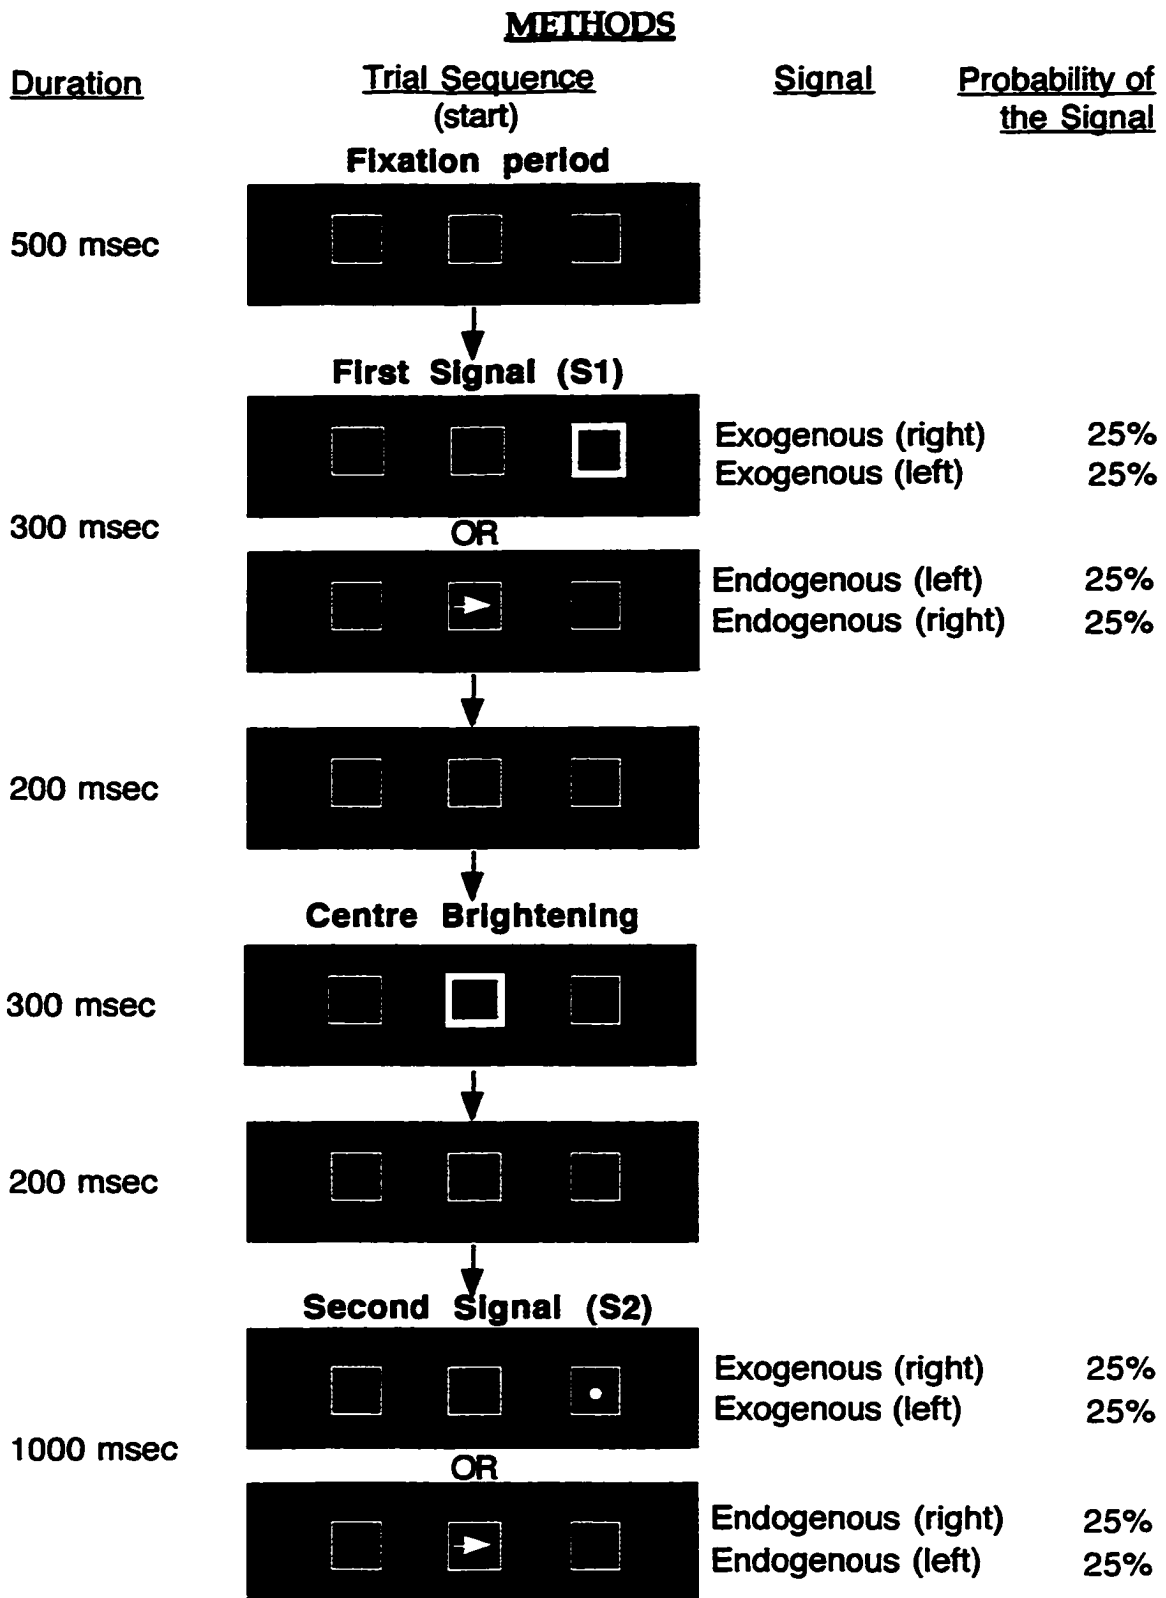 METHODS
Duration Trial Sequence Signal Probability of
(start) the Signal
Fixation period
500 msec
First Signal (S1)
Exogenous (right) 25%
Exogenous (left) 25%
300 msec OR
Endogenous (left) 25%
Endogenous (right) 25%
200 msec
Centre Brightening
300 msec
200 msec
Second Signal (S2)
Exogenous (right) 25%
Exogenous (left) 25%
1000 msec OR
Endogenous (right) 25%
Endogenous (left) 25%